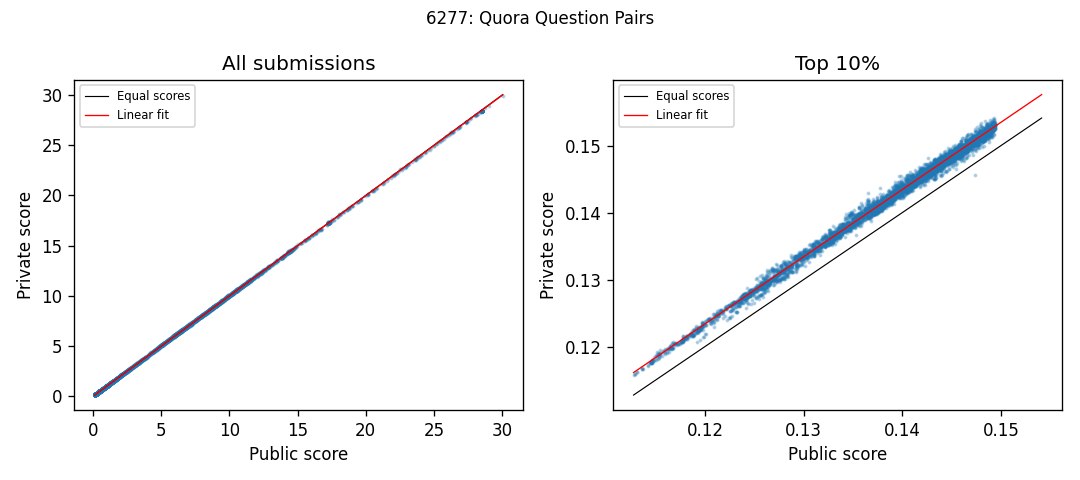 6277: Quora Question Pairs
All submissions
Equal scores
Linear fit
30
25
20
15
10
5
0
Private score
0 5 10 15 20 25 30
Public score
Top 10%
Equal scores
Linear fit
0.15
0.14
0.13
0.12
Private score
0.12 0.13 0.14 0.15
Public score